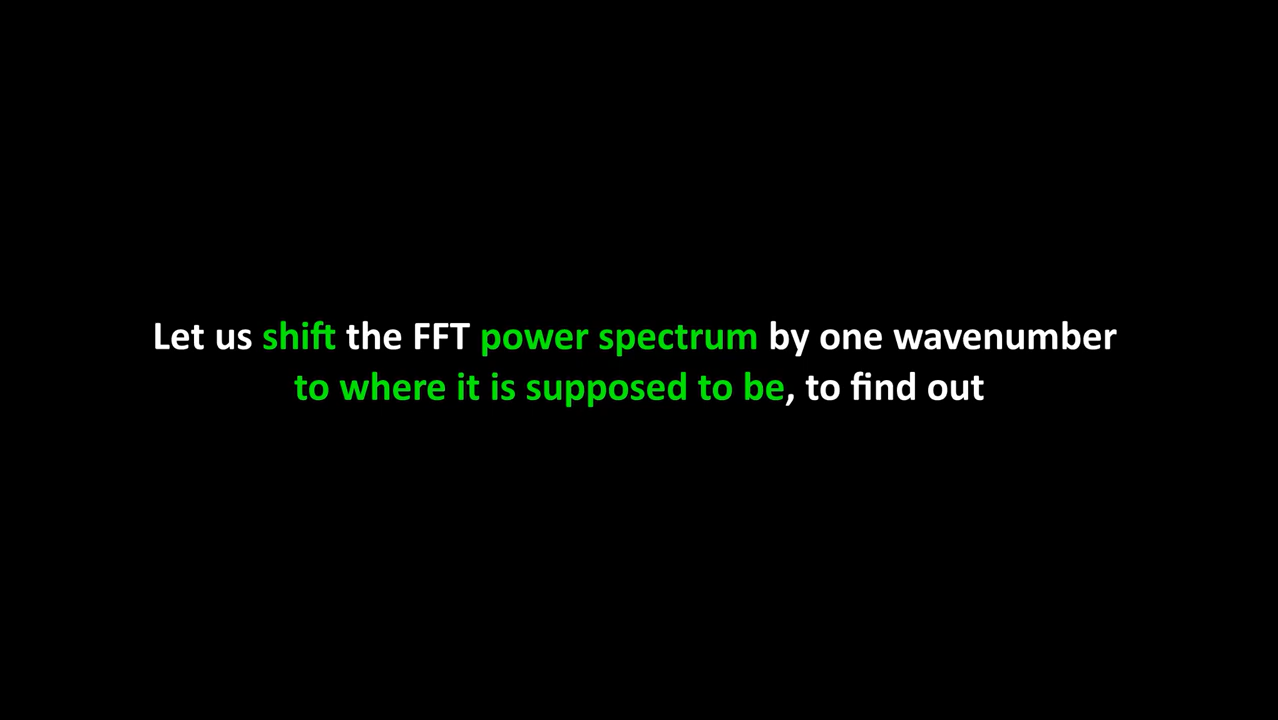 Let us shift the FFT power spectrum by one wavenumber
to where it is supposed to be, to find out